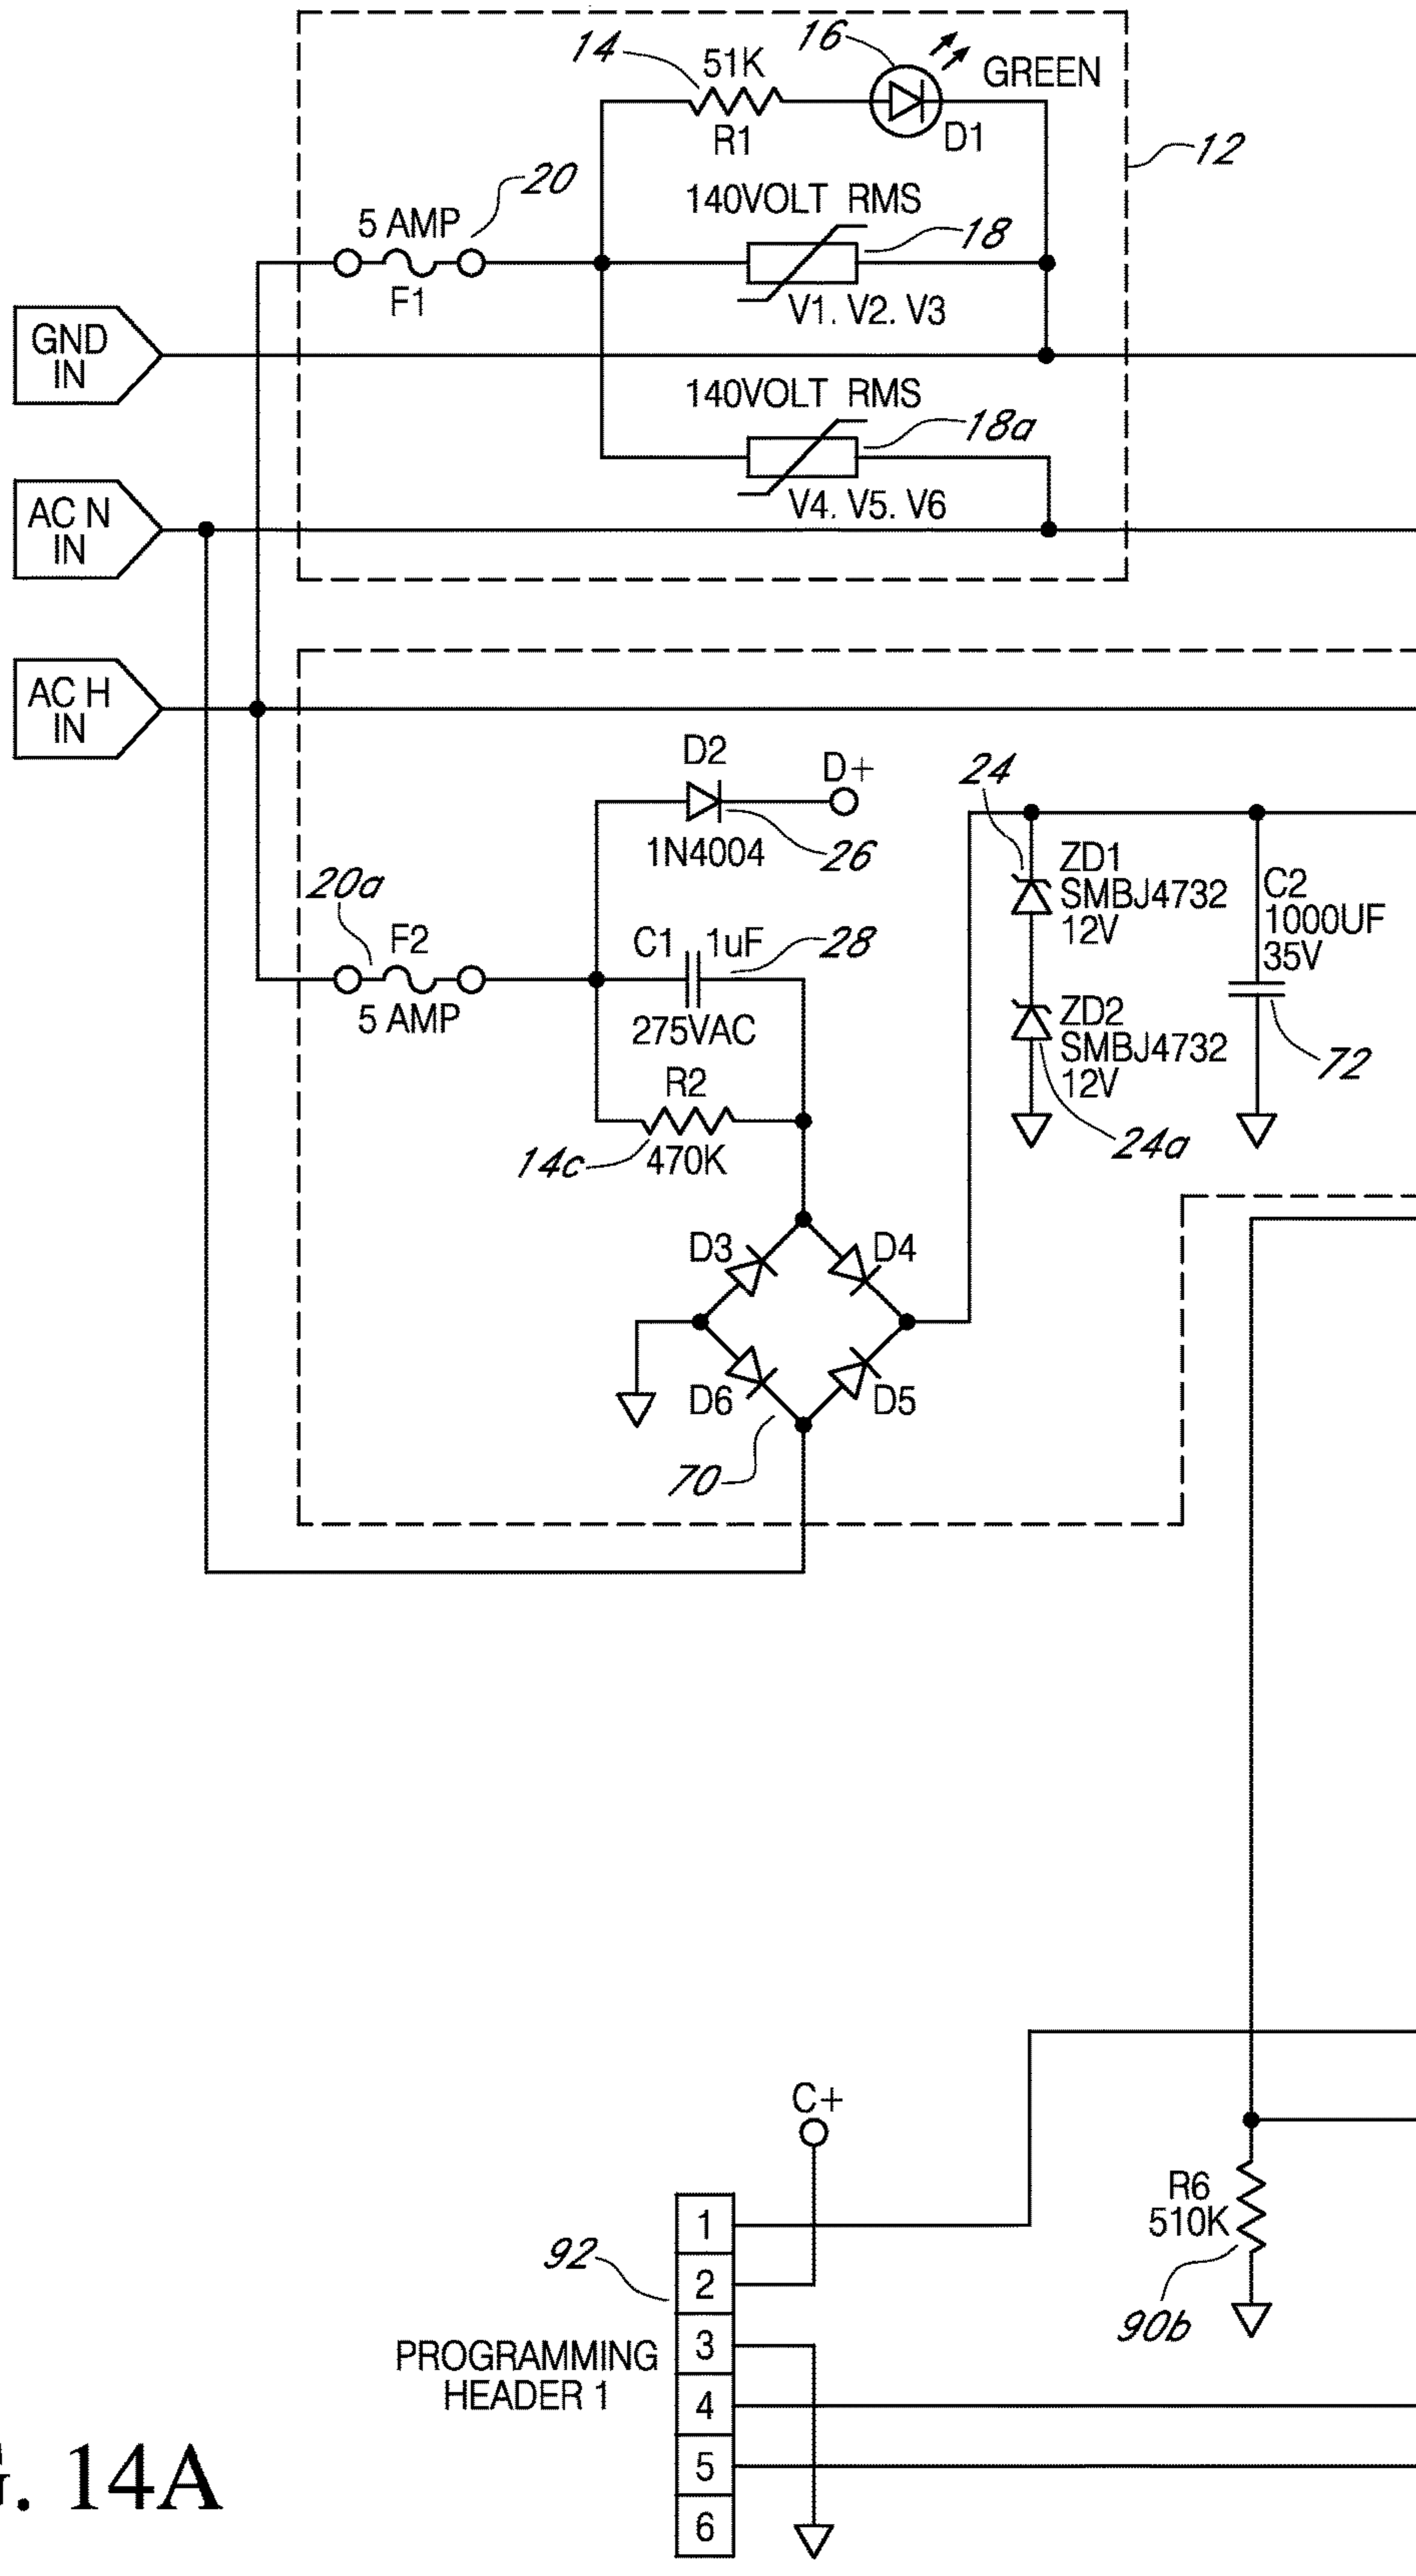 14
51K
R1
16
GREEN
D1
12
20
5 AMP
F1
140VOLT RMS
18
V1. V2. V3
GND
IN
140VOLT RMS
18a
V4. V5. V6
AC N
IN
AC H
IN
D2
D+
1N4004
26
24
ZD1
SMBJ4732
12V
C2
1000UF
35V
20a
F2
5 AMP
C1 1uF
28
275VAC
ZD2
SMBJ4732
12V
72
24a
R2
14c
470K
D3
D4
D6
D5
70
C+
R6
510K
90b
92
1
2
3
4
5
6
PROGRAMMING
HEADER 1
. 14A